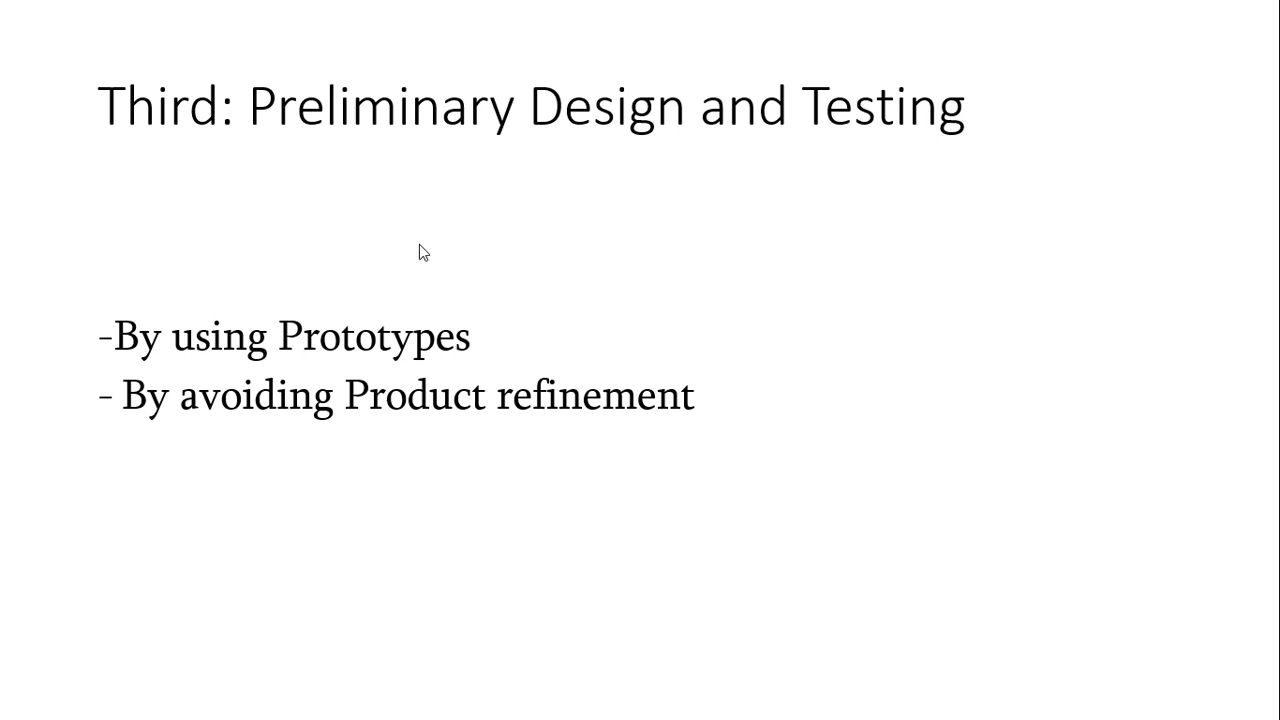 Third: Preliminary Design and Testing
-By using Prototypes
- By avoiding Product refinement